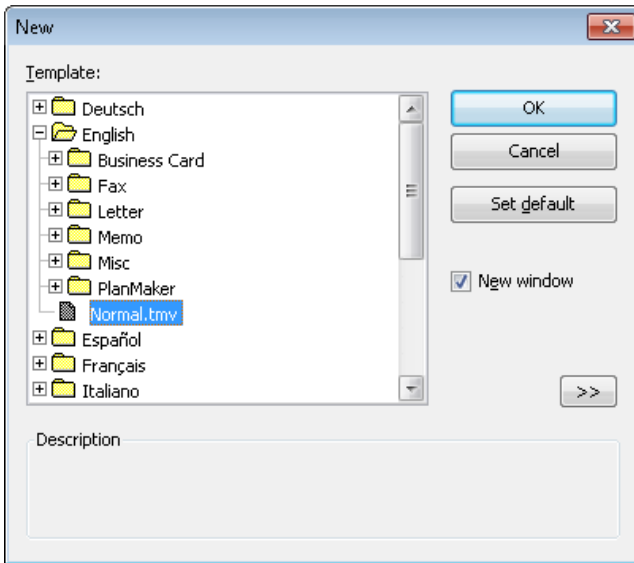 New
Template:
Deutsch
English
Business Card
Fax
Letter
Memo
Misc
PlanMaker
Normal.tmv
Español
Français
Italiano
OK
Cancel
Set default
New window
>>
Description